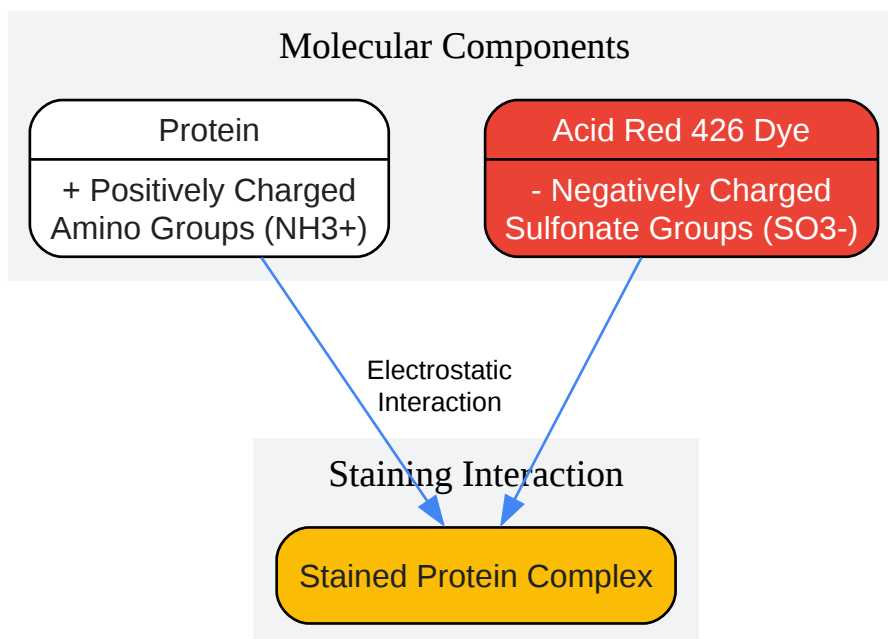 Molecular Components
Protein
+ Positively Charged
Amino Groups (NH3+)
Acid Red 426 Dye
- Negatively Charged
Sulfonate Groups (SO3-)
Electrostatic
Interaction
Staining Interaction
Stained Protein Complex